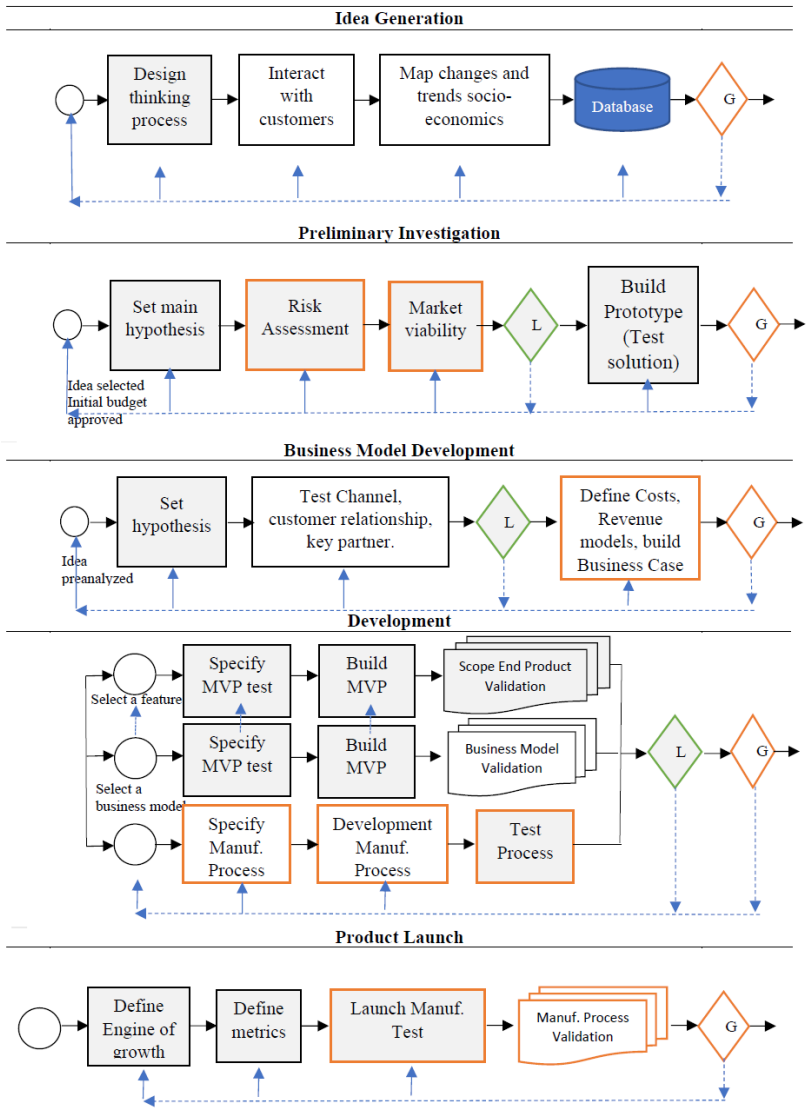 Idea Generation
Design
thinking
process
Interact
with
customers
Map changes and
trends socio-
economics
Database
G
Preliminary Investigation
Set main
hypothesis
Risk
Assessment
Market
viability
L
Build
Prototype
(Test
solution)
G
Idea selected
Initial budget
approved
Business Model Development
Set
hypothesis
Test Channel,
customer relationship,
key partner.
L
Define Costs,
Revenue
models, build
Business Case
G
Idea
preanalyzed
Development
Specify
MVP test
Build
MVP
Scope End Product
Validation
Select a feature
Specify
MVP test
Build
MVP
Business Model
Validation
L
G
Select a
business model
Specify
Manuf.
Process
Development
Manuf.
Process
Test
Process
Product Launch
Define
Engine of
growth
Define
metrics
Launch Manuf.
Test
Manuf. Process
Validation
G